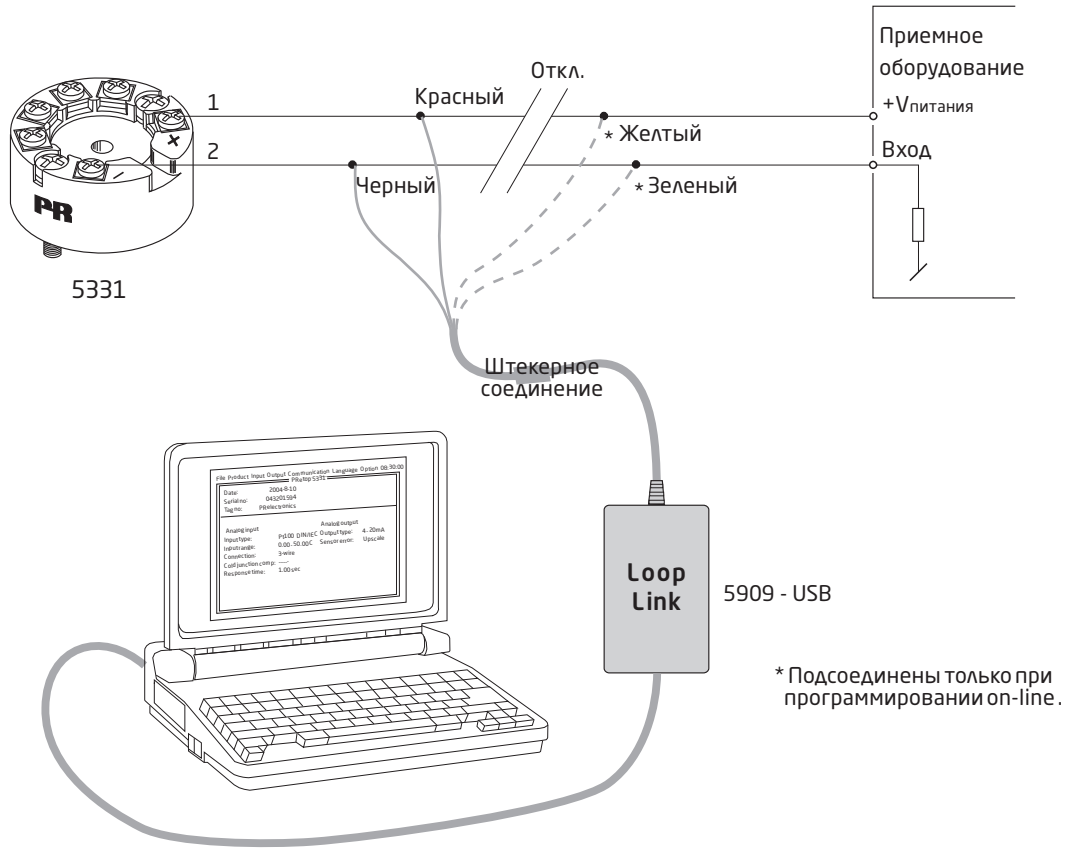 Приемное
оборудование
+Vпитания
Вход
Откл.
1
Красный
* Желтый
2
Черный
* Зеленый
PR
5331
Штекерное
соединение
File Product Input Output Communication Language Option 08:30:00
PRetop 5331
Date: 2004-8-10
Serial no: 043201594
Tag no: PRelectronics
Analog input Analog output
Input type: Pt100 DIN/IEC Output type: 4-20mA
Input range: 0.00-50.00C Sensor error: Upscale
Connection: 3-wire
Cold junction comp: ----
Response time: 1.00 sec
Loop
Link
5909 - USB
* Подсоединены только при
программировании on-line.